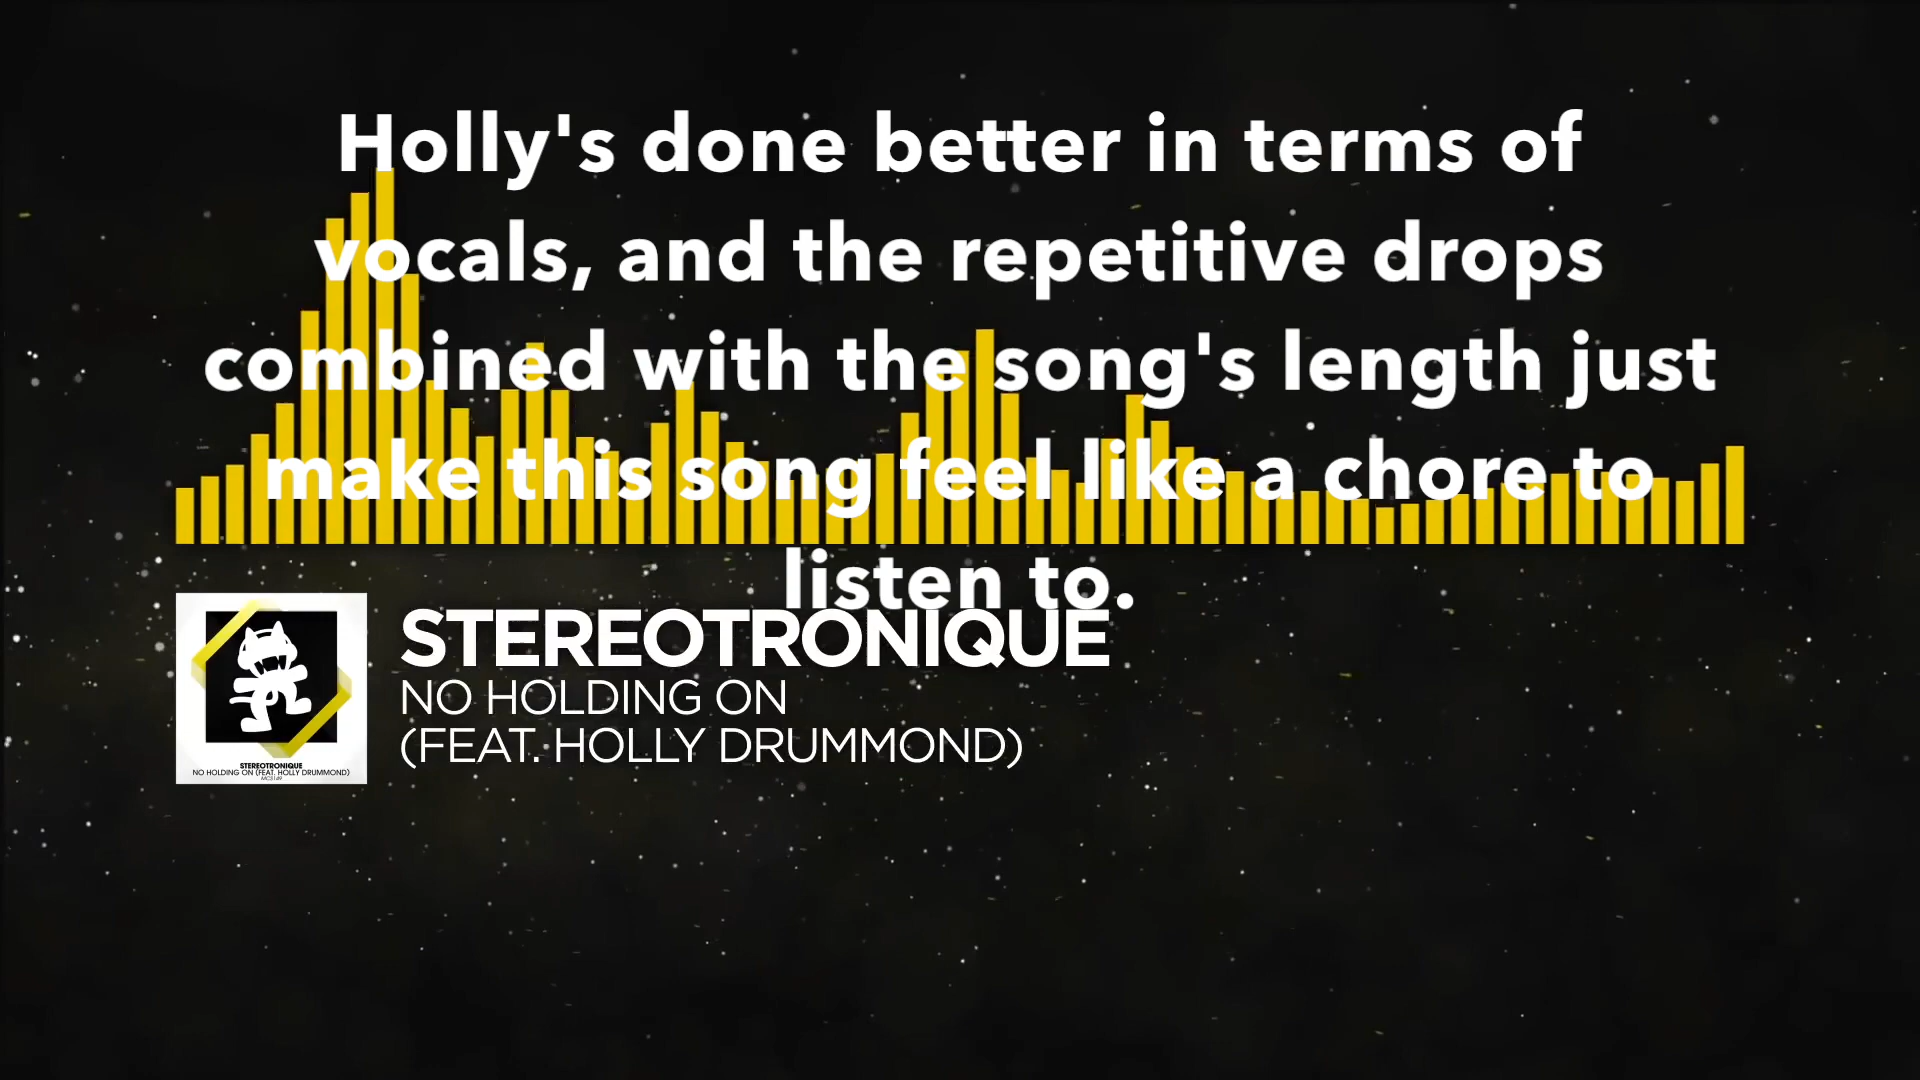 Holly's done better in terms of
vocals, and the repetitive drops
combined with the song's length just
make this song feel like a chore to
listen to.
STEREOTRONIQUE
NO HOLDING ON
(FEAT. HOLLY DRUMMOND)
STEREOTRONIQUE
NO HOLDING ON (FEAT. HOLLY DRUMMOND)
MCS149